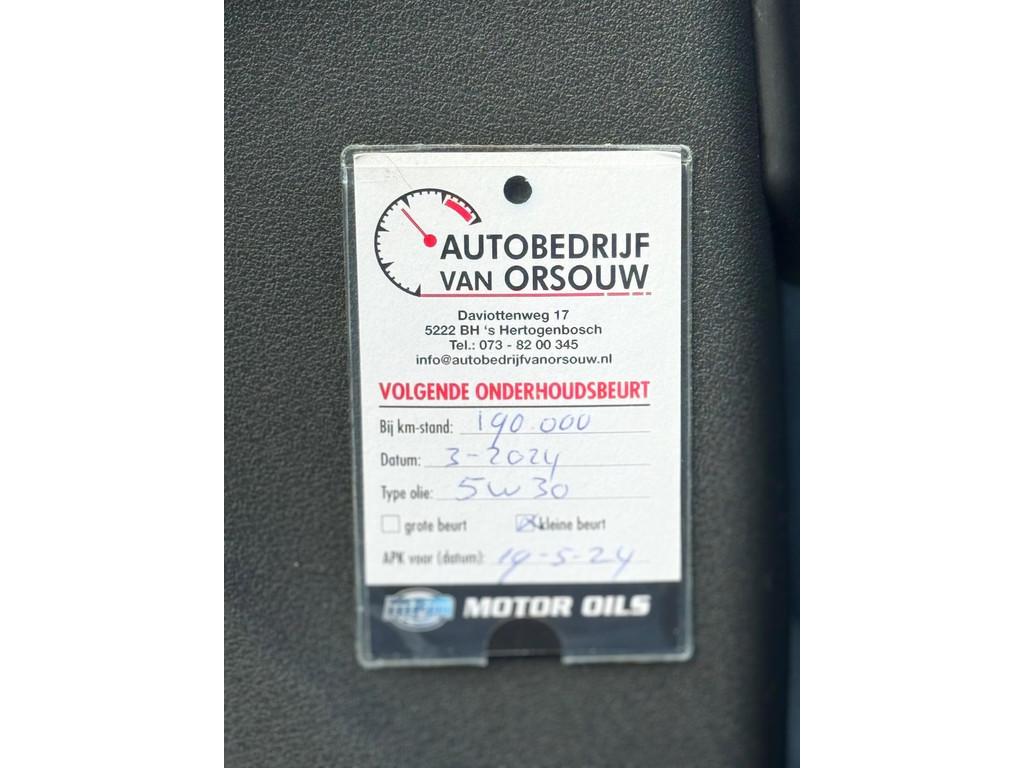 AUTOBEDRIJF
VAN ORSOUW
Daviottenweg 17
5222 BH 's Hertogenbosch
Tel.: 073 - 82 00 345
info@autobedrijfvanorsouw.nl
VOLGENDE ONDERHOUDSBEURT
Bij km-stand: 190.000
Datum: 3-2024
Type olie: 5W30
grote beurt kleine beurt
APK voor (datum): 19-5-24
MOTOR OILS